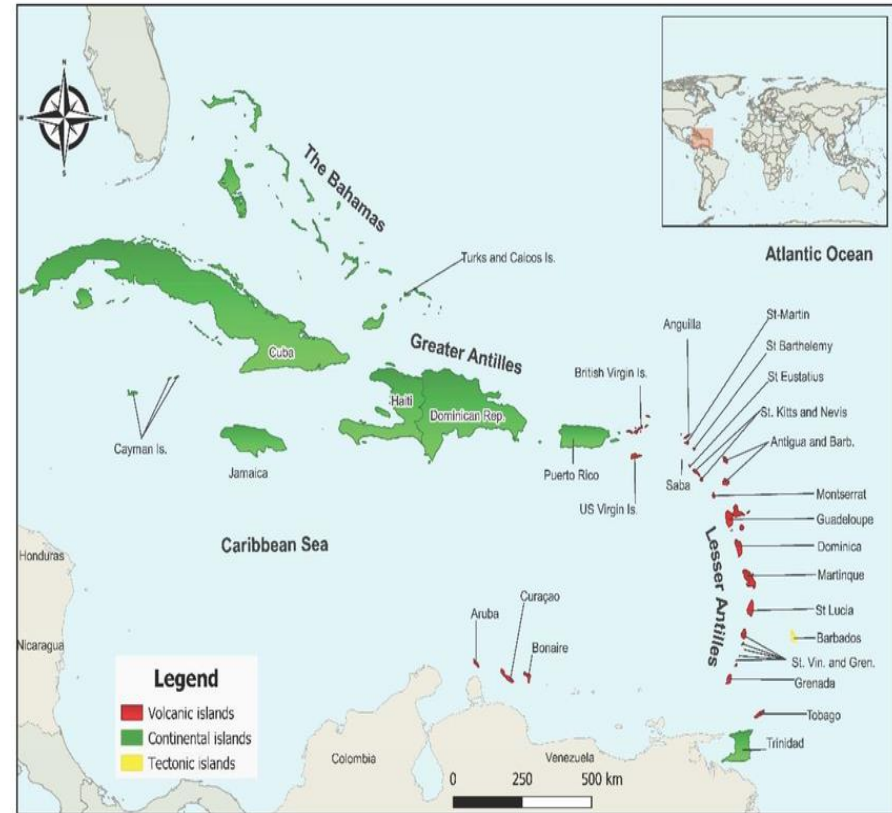 N
W
E
S
The Bahamas
Atlantic Ocean
Turks and Caicos Is.
Greater Antilles
Cuba
Haiti
Dominican Rep.
Cayman Is.
Jamaica
Puerto Rico
British Virgin Is.
US Virgin Is.
Anguilla
St-Martin
St Barthelemy
St Eustatius
St. Kitts and Nevis
Antigua and Barb.
Saba
Montserrat
Guadeloupe
Dominica
Martinque
St Lucia
Barbados
St. Vin. and Gren.
Grenada
Tobago
Trinidad
Lesser Antilles
Caribbean Sea
Honduras
Nicaragua
Aruba
Curaçao
Bonaire
Colombia
Venezuela
Legend
Volcanic islands
Continental islands
Tectonic islands
0 250 500 km